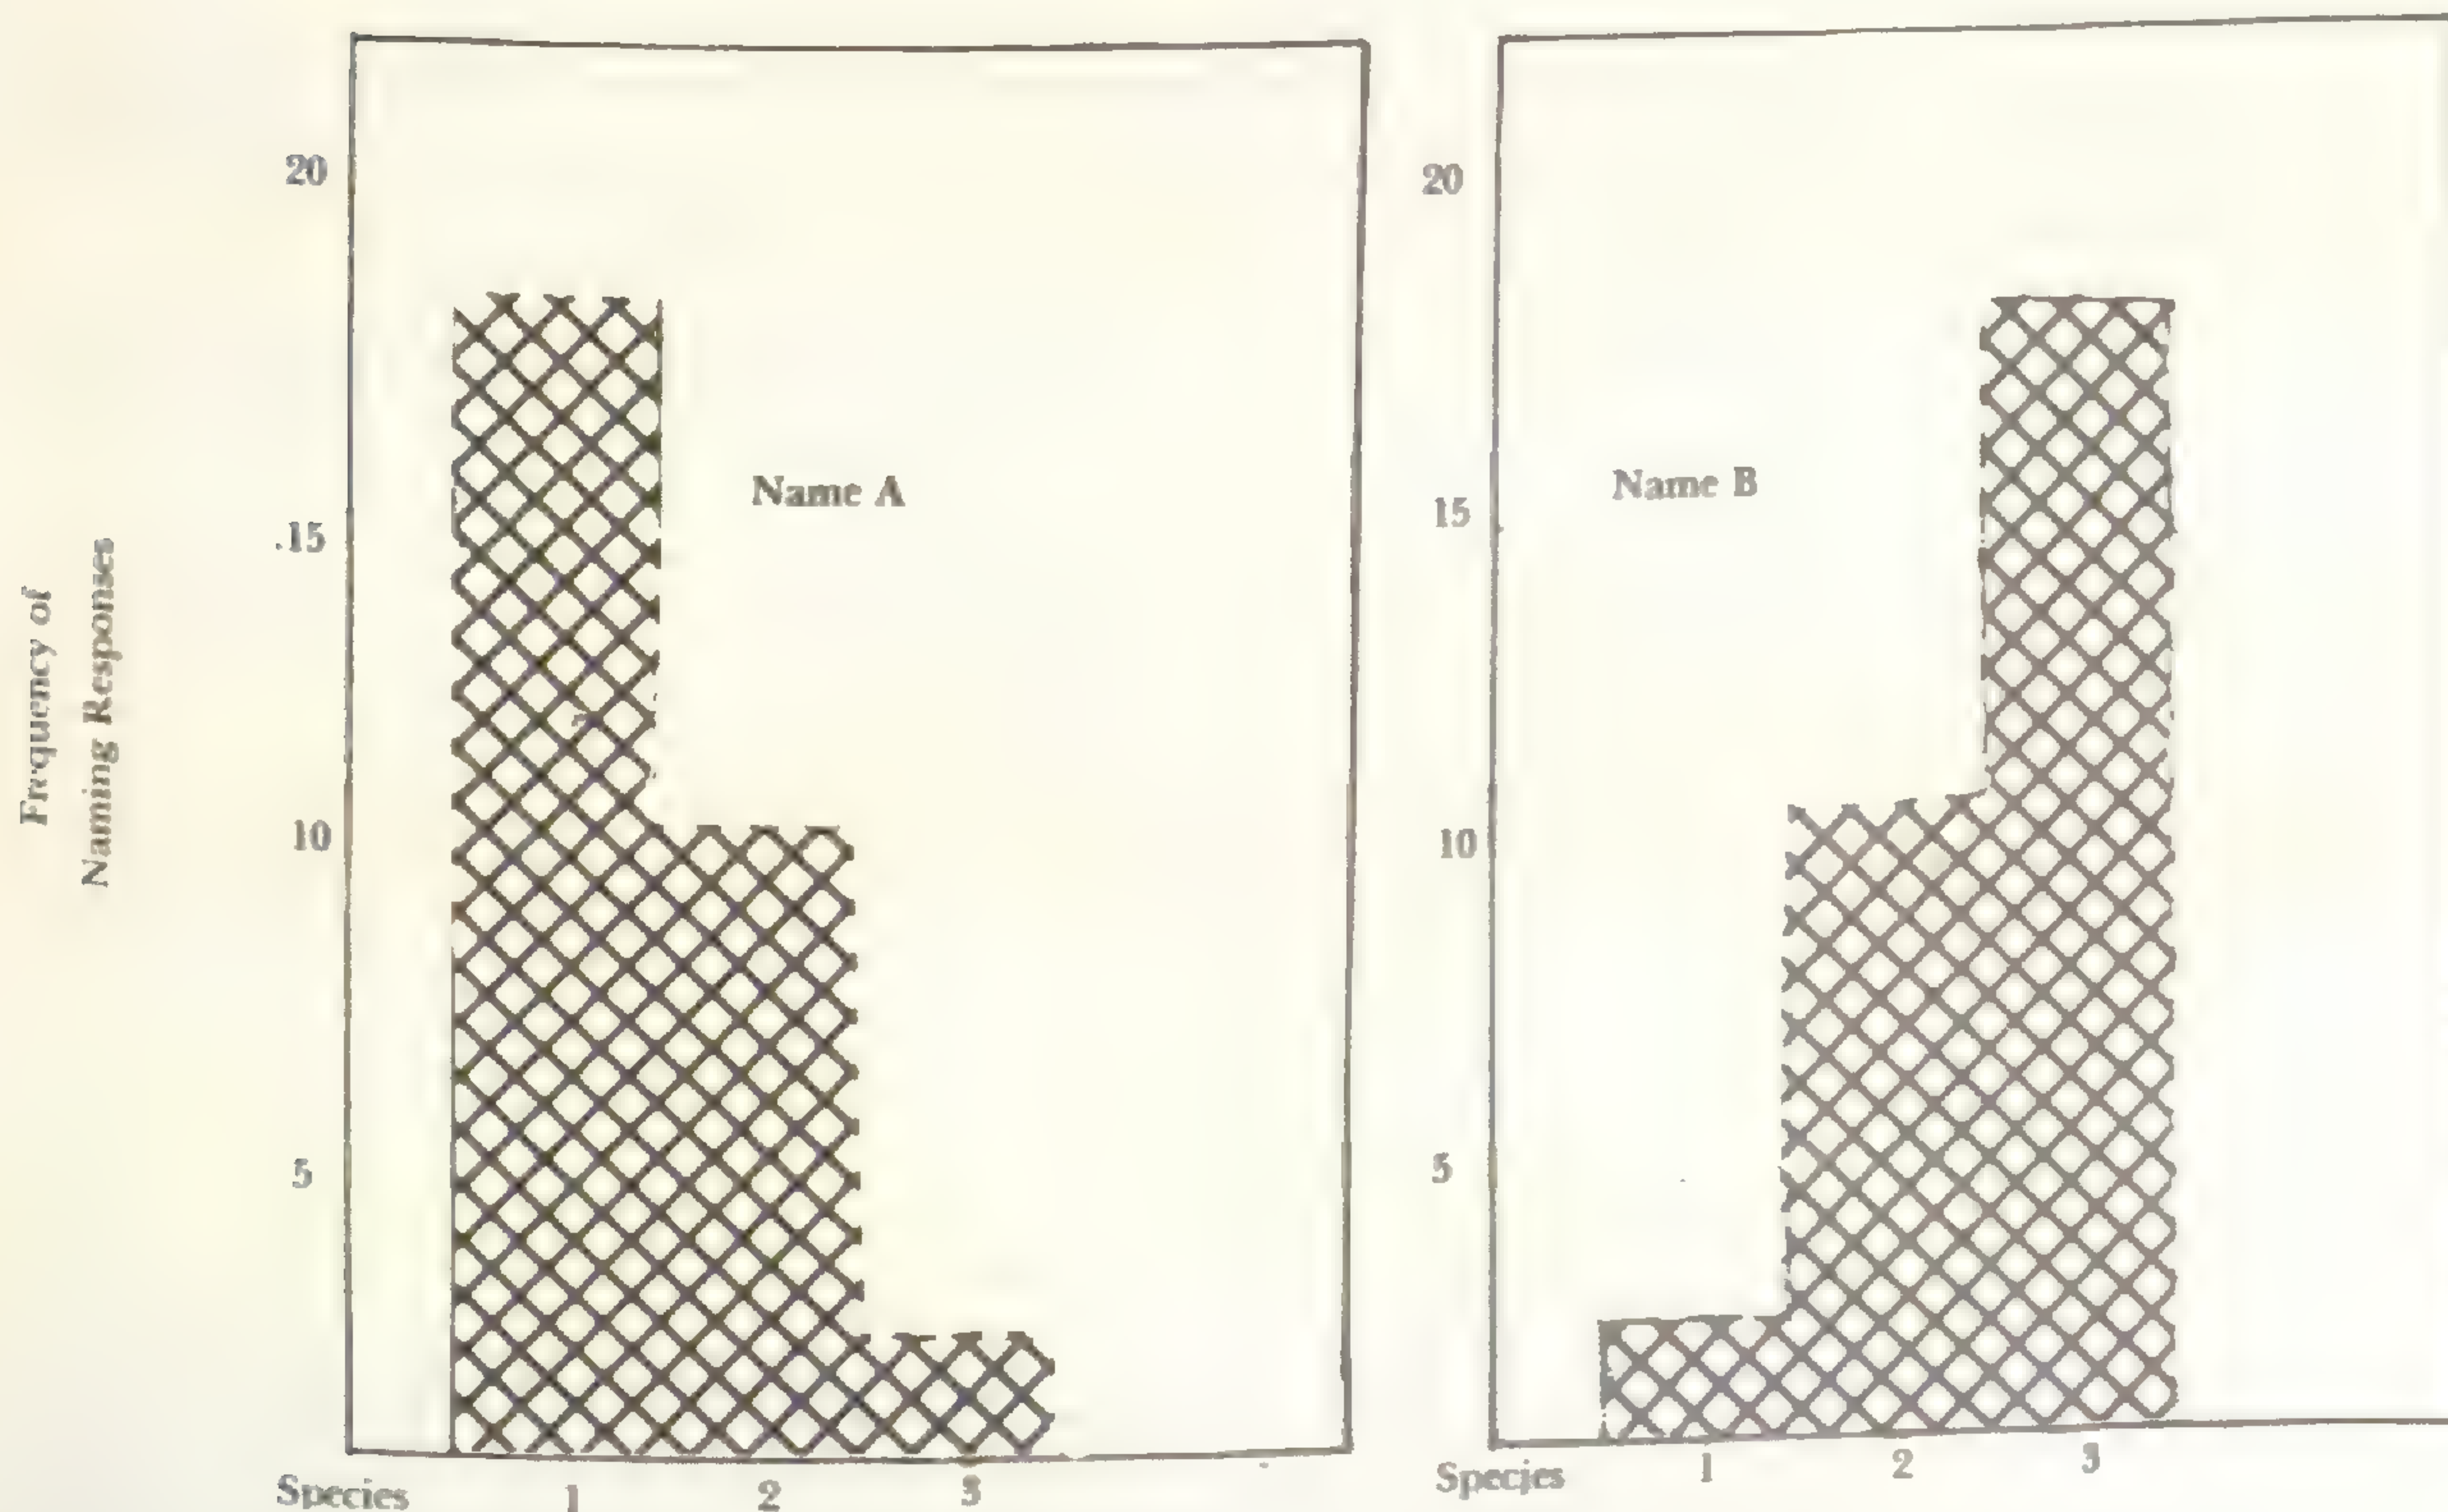 Frequency of
Naming Responses
20
.15
10
5
Name A
Species 1 2 3
20
15
10
5
Name B
Species 1 2 3